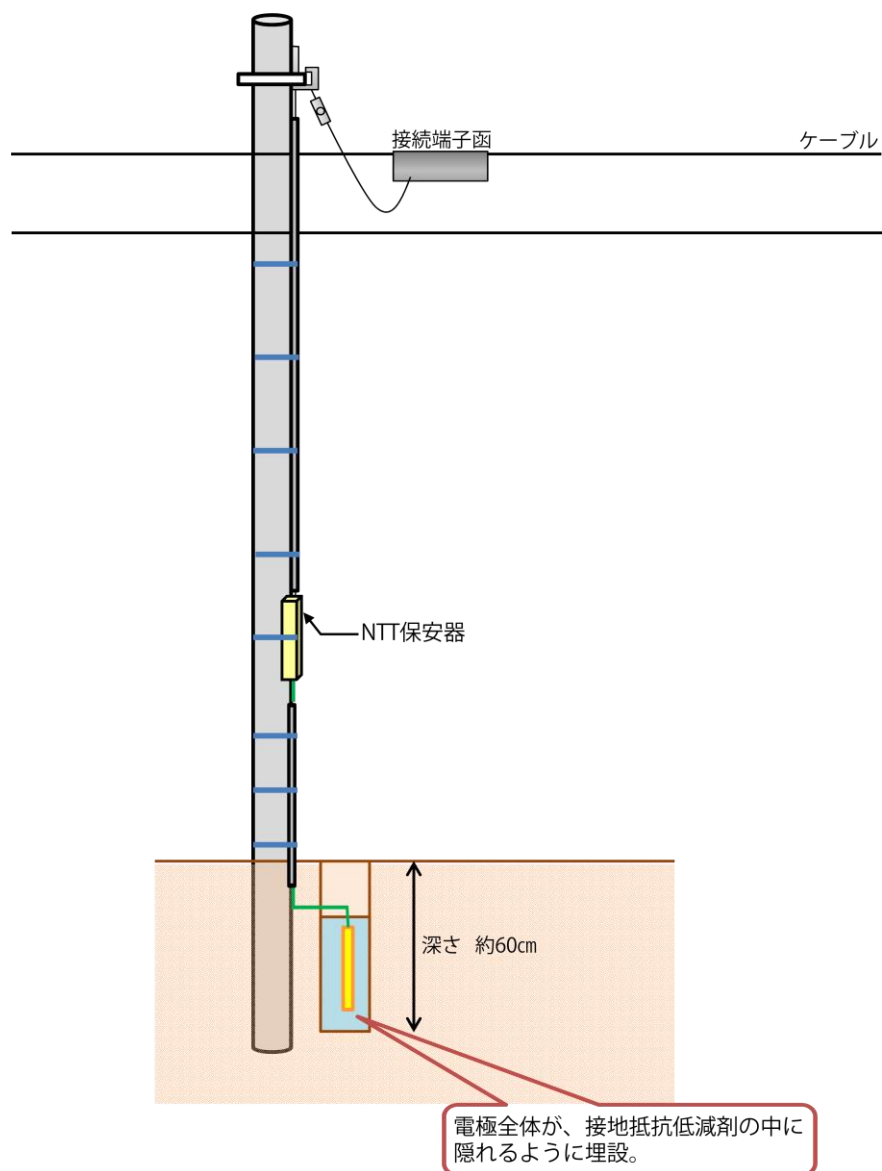 接続端子函
ケーブル
NTT保安器
深さ 約60㎝
電極全体が、接地抵抗低減剤の中に
隠れるように埋設。